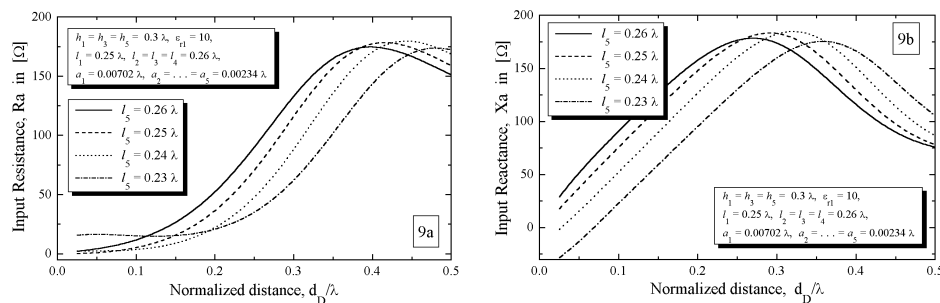 h₁ = h₃ = h₅ = 0.3 λ, εr1 = 10,
l₁ = 0.25 λ, l₂ = l₃ = l₄ = 0.26 λ,
a₁ = 0.00702 λ, a₂ = . . . = a₅ = 0.00234 λ
l₅ = 0.26 λ
l₅ = 0.25 λ
l₅ = 0.24 λ
l₅ = 0.23 λ
9a
Input Resistance, Ra in [Ω]
200
150
100
50
0
0.0 0.1 0.2 0.3 0.4 0.5
Normalized distance, dD/λ
9b
l₅ = 0.26 λ
l₅ = 0.25 λ
l₅ = 0.24 λ
l₅ = 0.23 λ
h₁ = h₃ = h₅ = 0.3 λ, εr1 = 10,
l₁ = 0.25 λ, l₂ = l₃ = l₄ = 0.26 λ,
a₁ = 0.00702 λ, a₂ = . . . = a₅ = 0.00234 λ
Input Reactance, Xa in [Ω]
200
150
100
50
0
0.0 0.1 0.2 0.3 0.4 0.5
Normalized distance, dD/λ